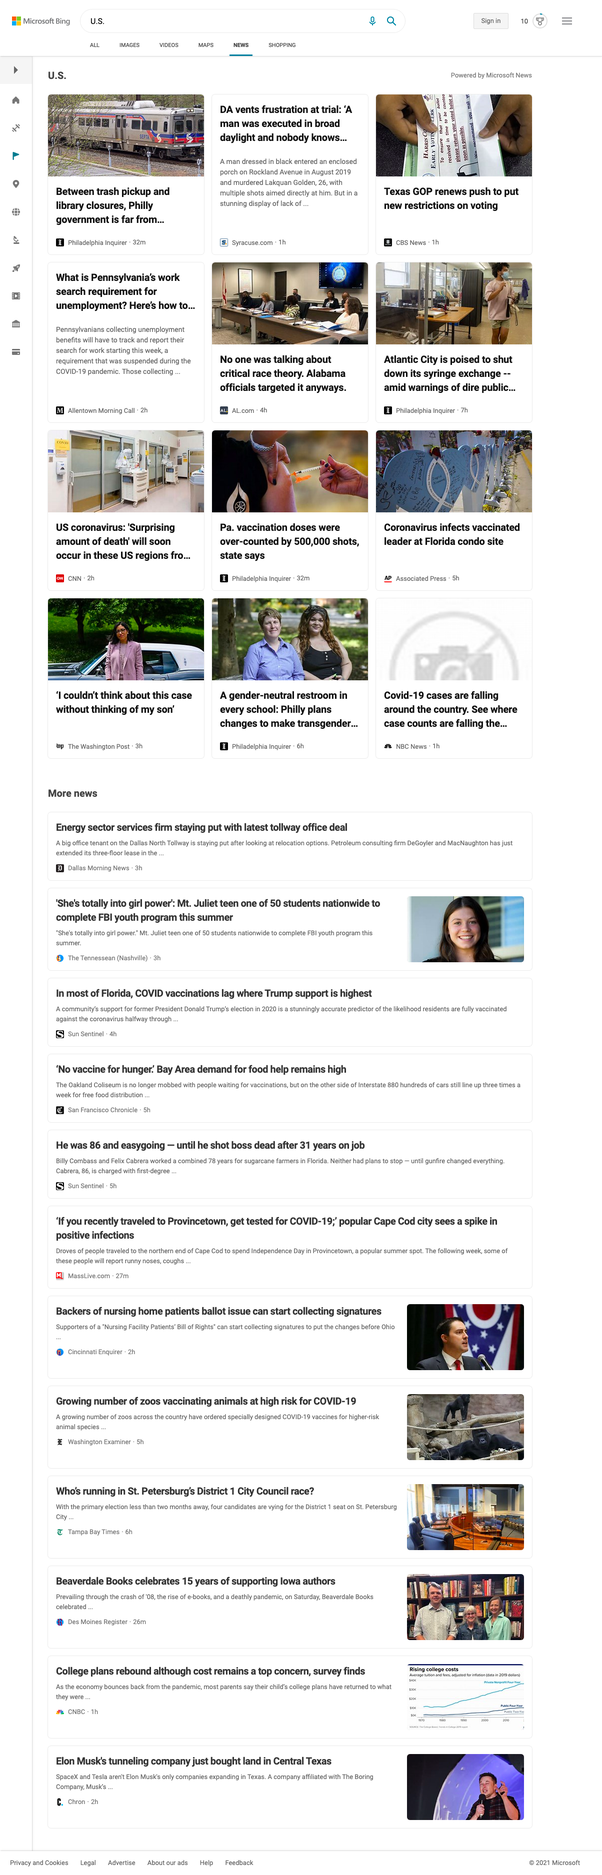 Microsoft Bing
U.S.
Sign in
10
ALL
IMAGES
VIDEOS
MAPS
NEWS
SHOPPING
U.S.
Powered by Microsoft News
Between trash pickup and
library closures, Philly
government is far from...
Philadelphia Inquirer · 32m
DA vents frustration at trial: ‘A
man was executed in broad
daylight and nobody knows...
A man dressed in black entered an enclosed
porch on Rockland Avenue in August 2019
and murdered Lakquan Golden, 26, with
multiple shots aimed directly at him. But in a
stunning display of lack of ...
Syracuse.com · 1h
Texas GOP renews push to put
new restrictions on voting
CBS News · 1h
What is Pennsylvania’s work
search requirement for
unemployment? Here’s how to...
Pennsylvanians collecting unemployment
benefits will have to track and report their
search for work starting this week, a
requirement that was suspended during the
COVID-19 pandemic. Those collecting ...
Allentown Morning Call · 2h
No one was talking about
critical race theory. Alabama
officials targeted it anyways.
AL.com · 4h
Atlantic City is poised to shut
down its syringe exchange --
amid warnings of dire public...
Philadelphia Inquirer · 7h
US coronavirus: 'Surprising
amount of death' will soon
occur in these US regions fro...
CNN · 2h
Pa. vaccination doses were
over-counted by 500,000 shots,
state says
Philadelphia Inquirer · 32m
Coronavirus infects vaccinated
leader at Florida condo site
AP
Associated Press · 5h
‘I couldn’t think about this case
without thinking of my son’
wp
The Washington Post · 3h
A gender-neutral restroom in
every school: Philly plans
changes to make transgender...
Philadelphia Inquirer · 6h
Covid-19 cases are falling
around the country. See where
case counts are falling the...
NBC News · 1h
More news
Energy sector services firm staying put with latest tollway office deal
A big office tenant on the Dallas North Tollway is staying put after looking at relocation options. Petroleum consulting firm DeGolyer and MacNaughton has just
extended its three-floor lease in the ...
Dallas Morning News · 3h
'She's totally into girl power': Mt. Juliet teen one of 50 students nationwide to
complete FBI youth program this summer
"She's totally into girl power." Mt. Juliet teen one of 50 students nationwide to complete FBI youth program this
summer.
The Tennessean (Nashville) · 3h
In most of Florida, COVID vaccinations lag where Trump support is highest
A community’s support for former President Donald Trump’s election in 2020 is a stunningly accurate predictor of the likelihood residents are fully vaccinated
against the coronavirus halfway through ...
Sun Sentinel · 4h
‘No vaccine for hunger.’ Bay Area demand for food help remains high
The Oakland Coliseum is no longer mobbed with people waiting for vaccinations, but on the other side of Interstate 880 hundreds of cars still line up three times a
week for free food distribution ...
San Francisco Chronicle · 5h
He was 86 and easygoing — until he shot boss dead after 31 years on job
Billy Combass and Felix Cabrera worked a combined 78 years for sugarcane farmers in Florida. Neither had plans to stop — until gunfire changed everything.
Cabrera, 86, is charged with first-degree ...
Sun Sentinel · 5h
‘If you recently traveled to Provincetown, get tested for COVID-19;’ popular Cape Cod city sees a spike in
positive infections
Droves of people traveled to the northern end of Cape Cod to spend Independence Day in Provincetown, a popular summer spot. The following week, some of
these people will report runny noses, coughs ...
MassLive.com · 27m
Backers of nursing home patients ballot issue can start collecting signatures
Supporters of a "Nursing Facility Patients' Bill of Rights" can start collecting signatures to put the changes before Ohio
...
Cincinnati Enquirer · 2h
Growing number of zoos vaccinating animals at high risk for COVID-19
A growing number of zoos across the country have ordered specially designed COVID-19 vaccines for higher-risk
animal species ...
Washington Examiner · 5h
Who’s running in St. Petersburg’s District 1 City Council race?
With the primary election less than two months away, four candidates are vying for the District 1 seat on St. Petersburg
City ...
Tampa Bay Times · 6h
Beaverdale Books celebrates 15 years of supporting Iowa authors
Prevailing through the crash of '08, the rise of e-books, and a deathly pandemic, on Saturday, Beaverdale Books
celebrated ...
Des Moines Register · 26m
College plans rebound although cost remains a top concern, survey finds
As the economy bounces back from the pandemic, most parents say their child's college plans have returned to what
they were ...
CNBC · 1h
Rising college costs
Average tuition and fees, adjusted for inflation (data in 2019 dollars)
Elon Musk's tunneling company just bought land in Central Texas
SpaceX and Tesla aren't Elon Musk's only companies expanding in Texas. A company affiliated with The Boring
Company, Musk's ...
Chron · 2h
Privacy and Cookies
Legal
Advertise
About our ads
Help
Feedback
© 2021 Microsoft